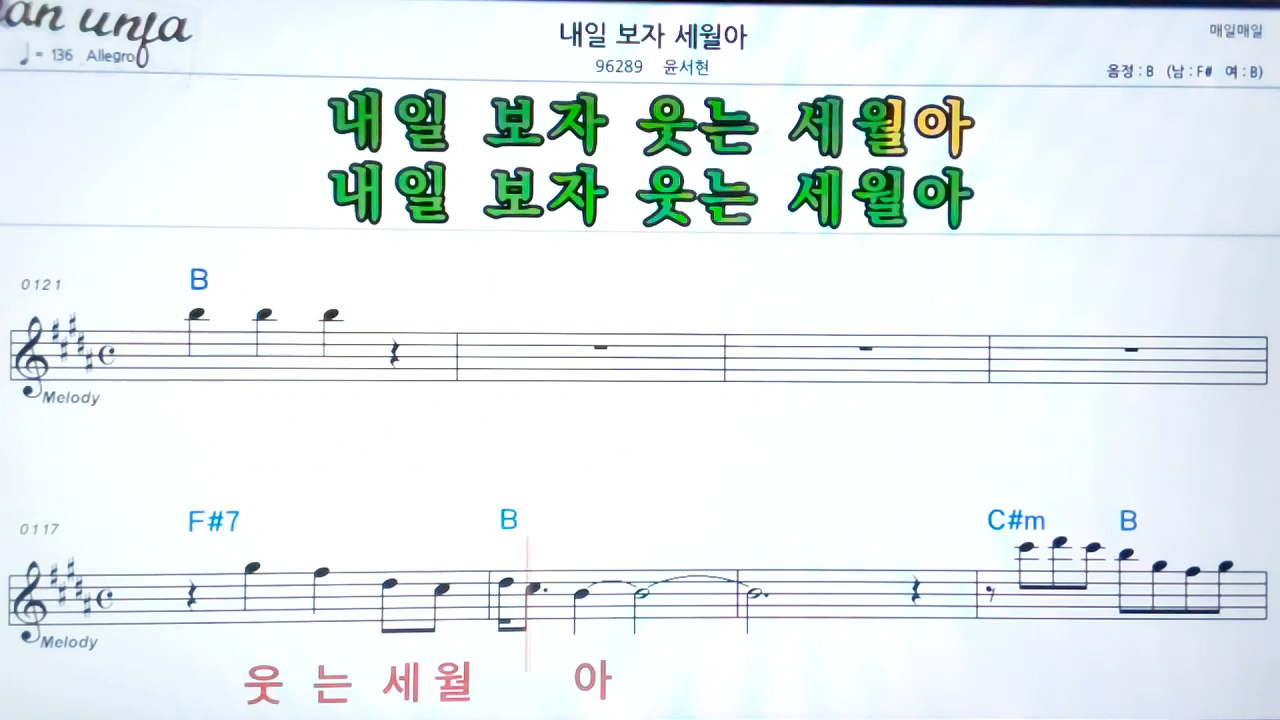 an unfa
♩= 136 Allegro
내일 보자 세월아
매일매일
96289 윤서현
음정 : B (남 : F# 여 : B)
내일 보자 웃는 세월아
내일 보자 웃는 세월아
0121
B
Melody
0117
F#7 B C#m B
Melody
웃 는 세 월 아